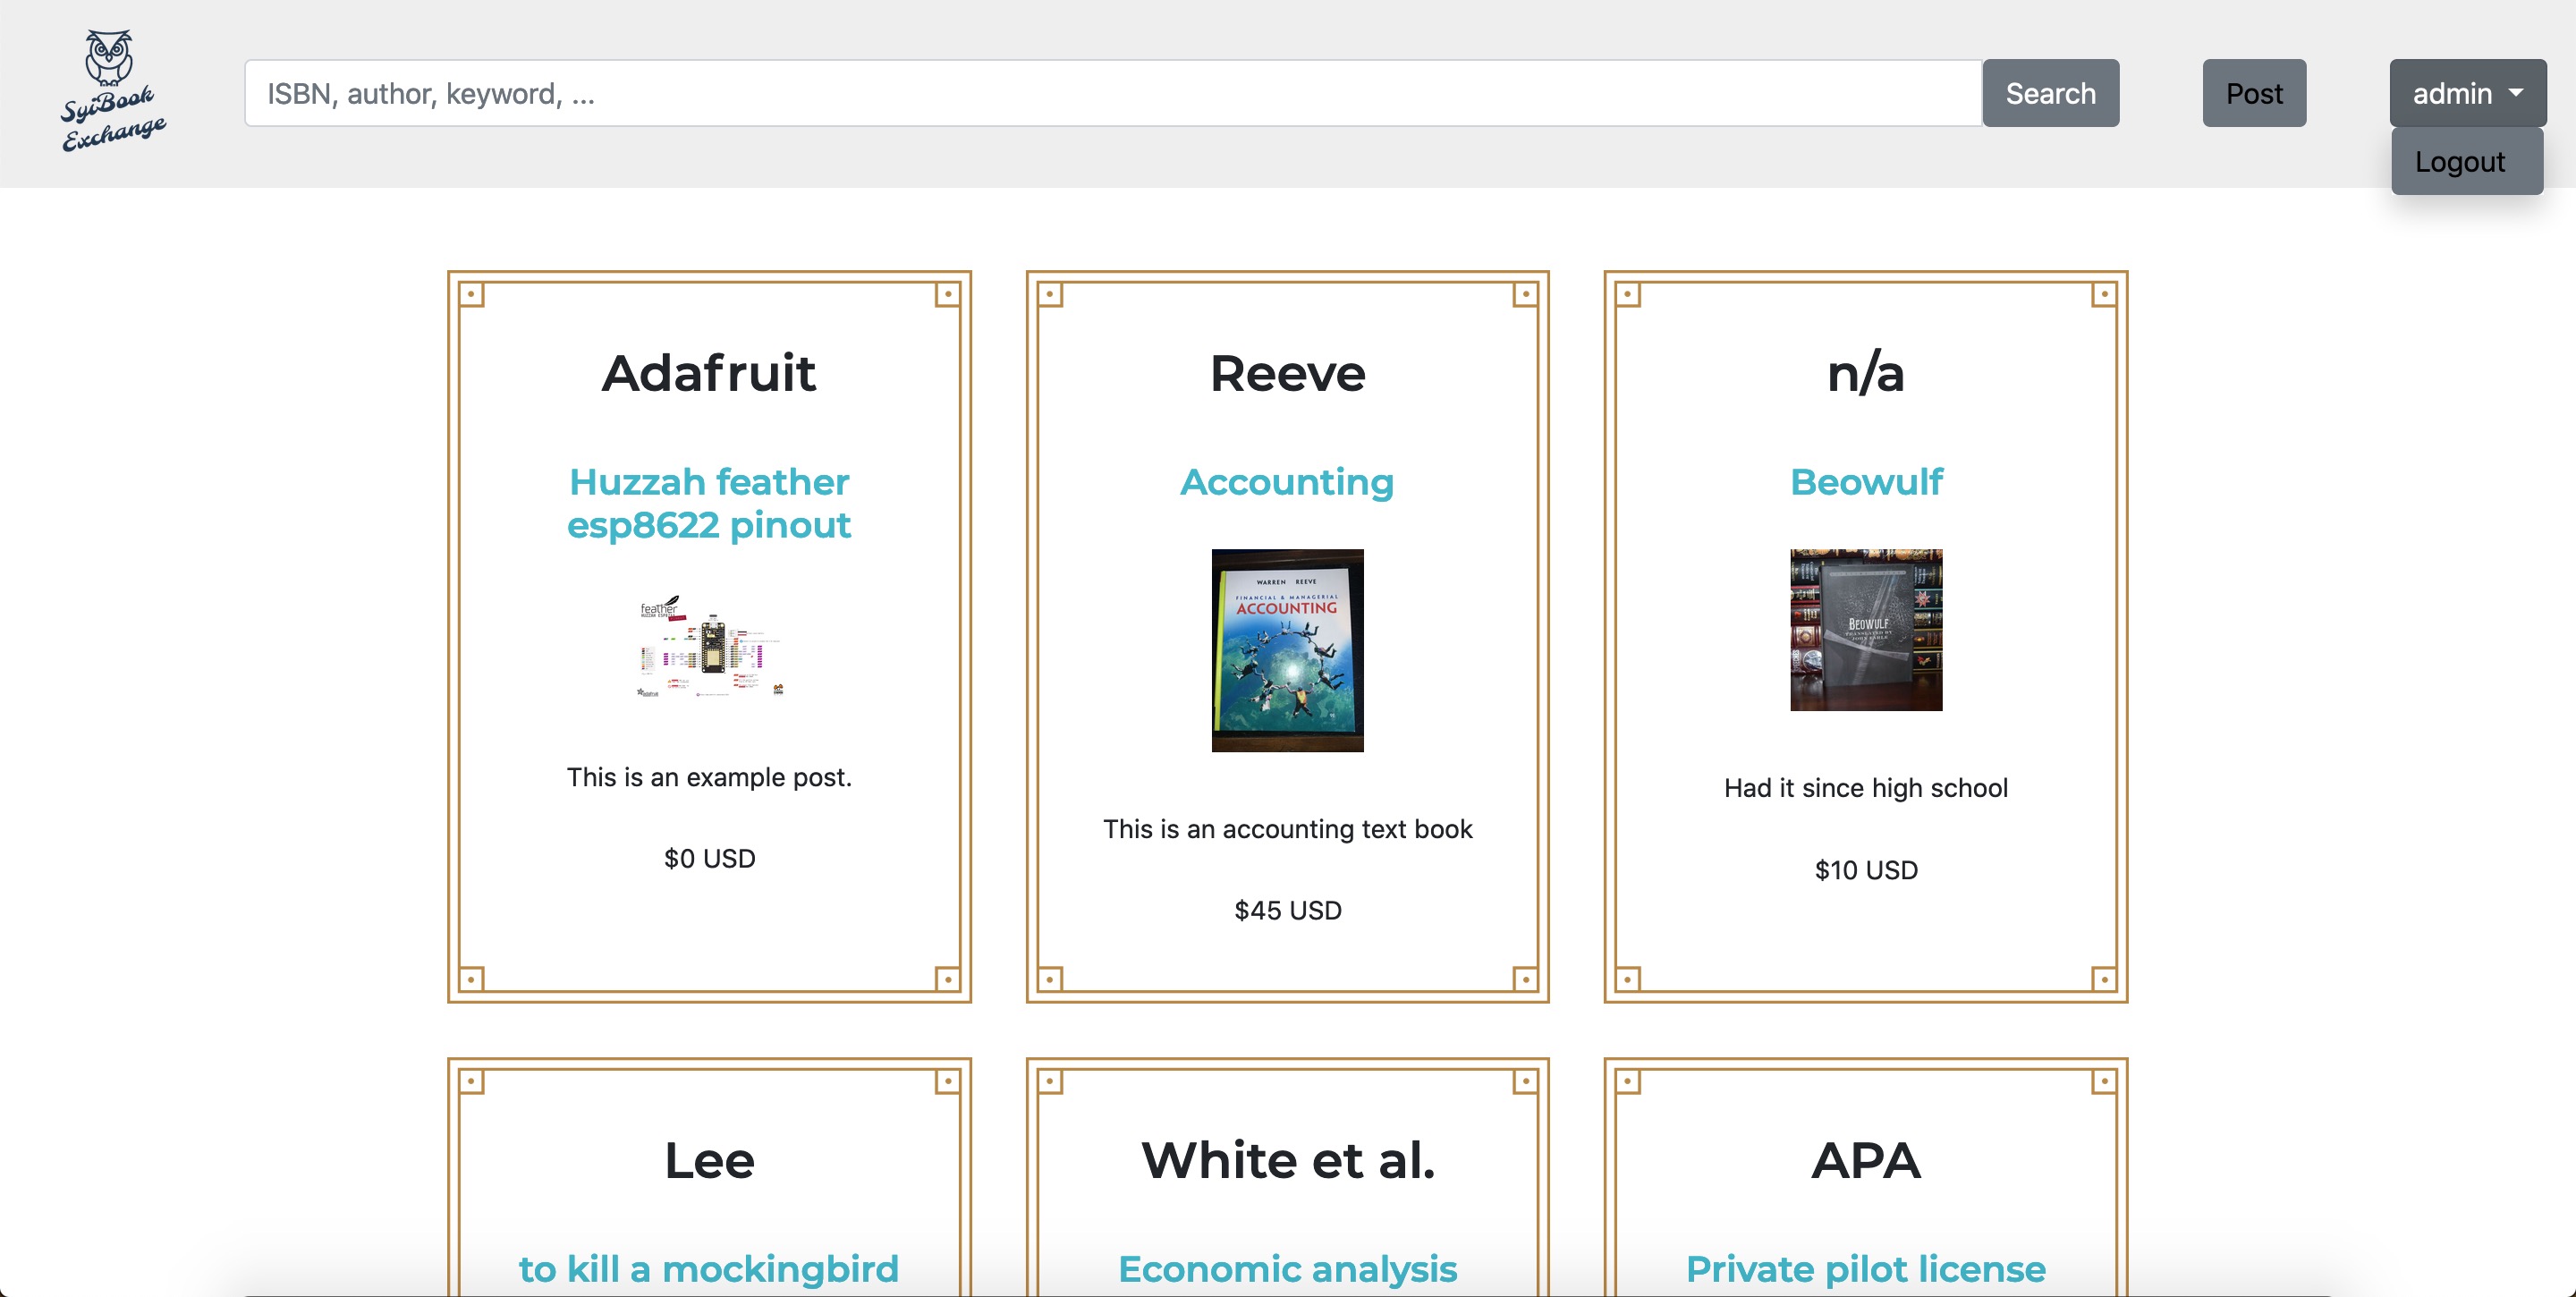 SyiBook
Exchange
ISBN, author, keyword, ...
Search
Post
admin
Logout
Adafruit
Huzzah feather
esp8622 pinout
feather
This is an example post.
$0 USD
Reeve
Accounting
WARREN REEVE
FINANCIAL & MANAGERIAL
ACCOUNTING
This is an accounting text book
$45 USD
n/a
Beowulf
BEOWULF
Had it since high school
$10 USD
Lee
to kill a mockingbird
White et al.
Economic analysis
APA
Private pilot license